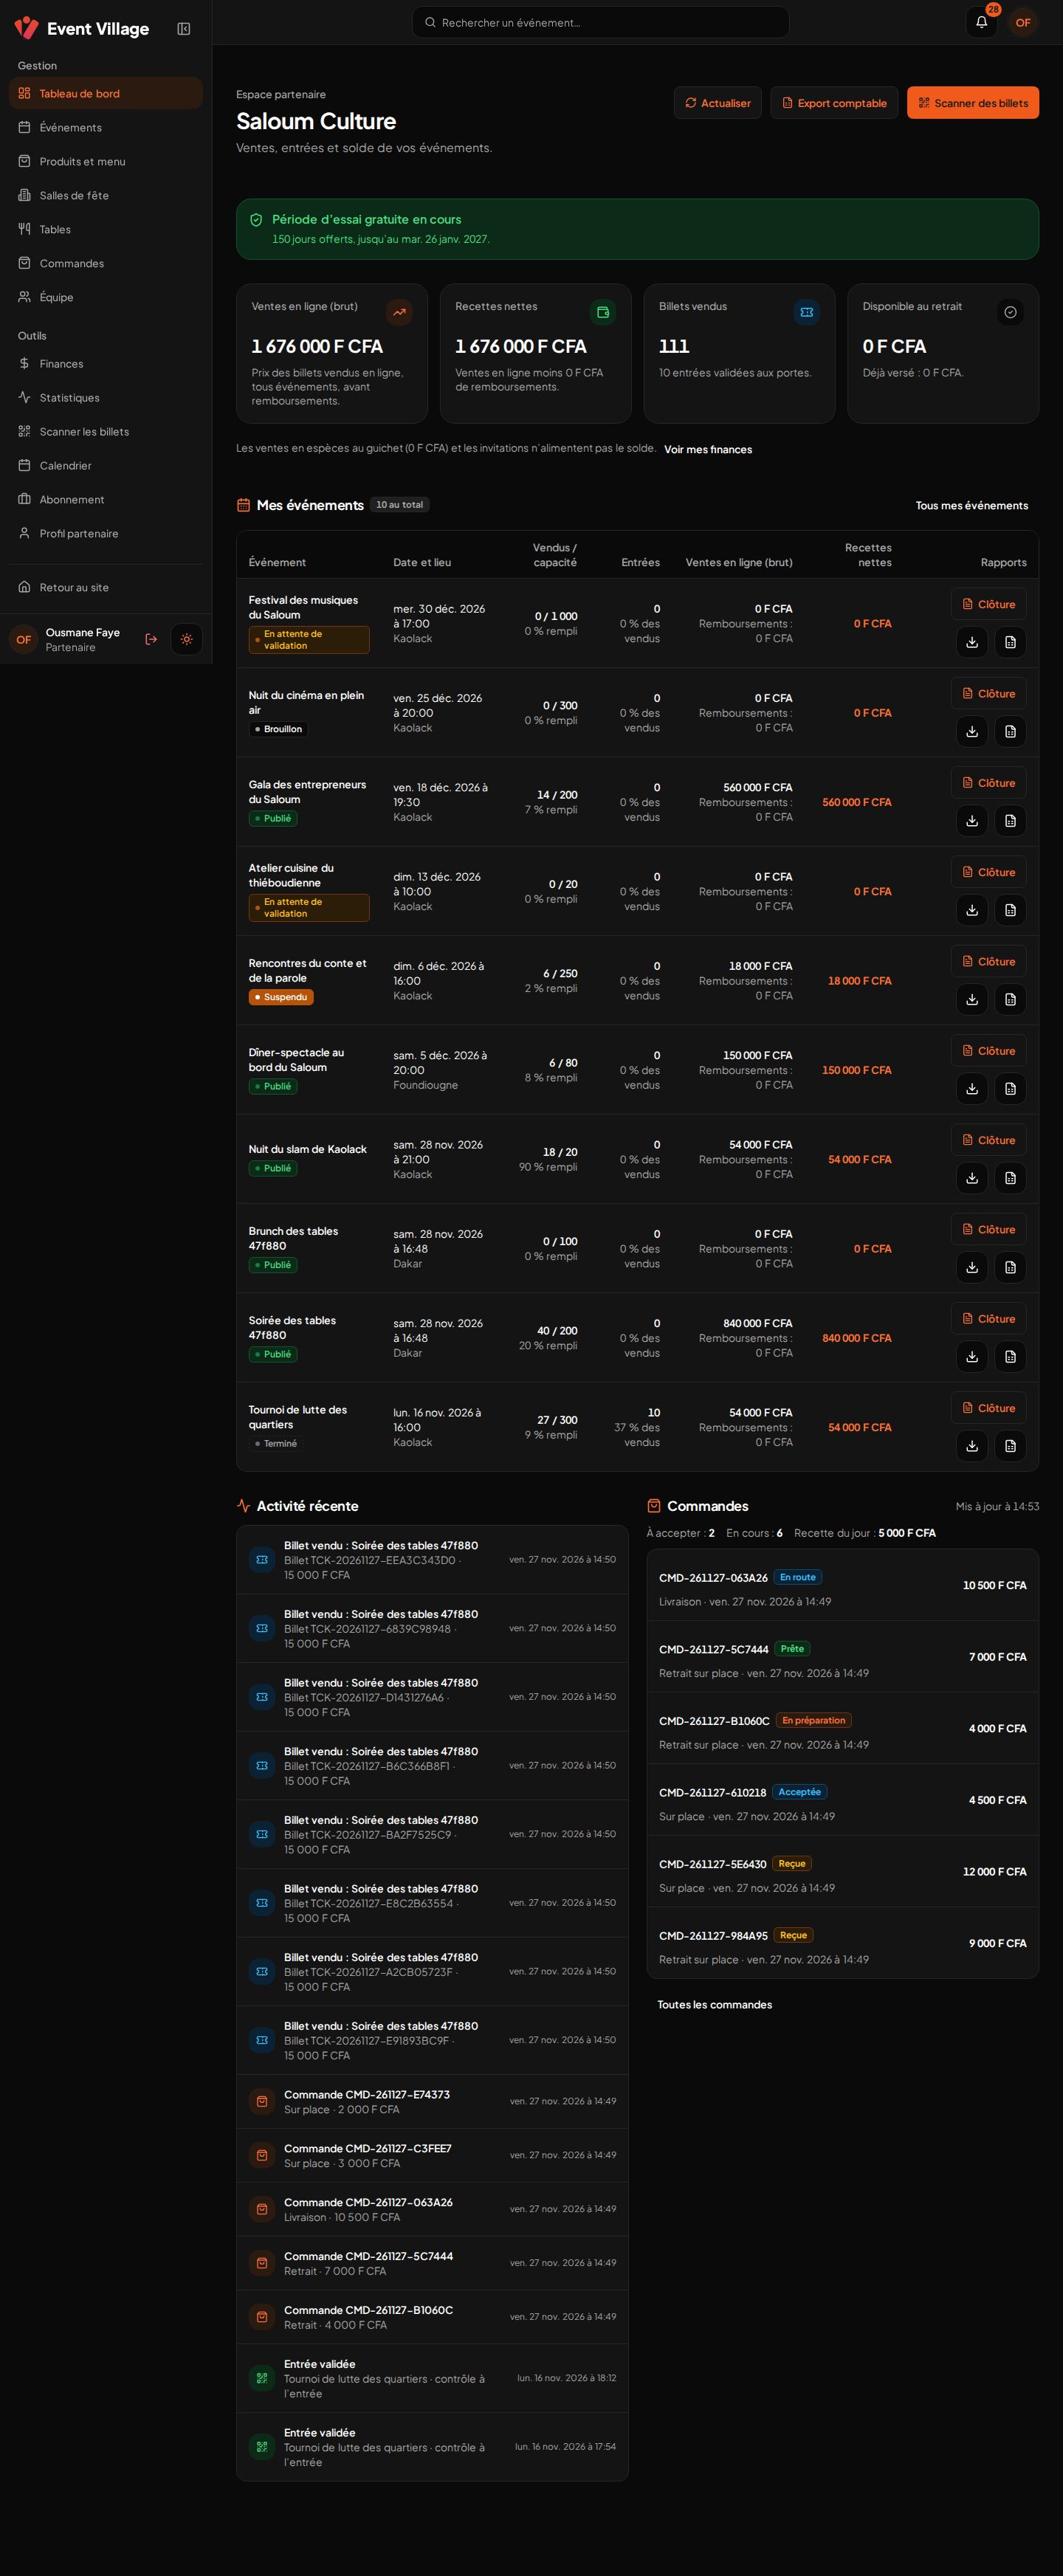 Event Village
Gestion
Tableau de bord
Événements
Produits et menu
Salles de fête
Tables
Commandes
Équipe
Outils
Finances
Statistiques
Scanner les billets
Calendrier
Abonnement
Profil partenaire
Retour au site
OF
Ousmane Faye
Partenaire
Rechercher un événement…
28
OF
Espace partenaire
Saloum Culture
Ventes, entrées et solde de vos événements.
Actualiser
Export comptable
Scanner des billets
Période d'essai gratuite en cours
150 jours offerts, jusqu'au mar. 26 janv. 2027.
Ventes en ligne (brut)
1 676 000 F CFA
Prix des billets vendus en ligne,
tous événements, avant
remboursements.
Recettes nettes
1 676 000 F CFA
Ventes en ligne moins 0 F CFA
de remboursements.
Billets vendus
111
10 entrées validées aux portes.
Disponible au retrait
0 F CFA
Déjà versé : 0 F CFA.
Les ventes en espèces au guichet (0 F CFA) et les invitations n'alimentent pas le solde. Voir mes finances
Mes événements 10 au total
Tous mes événements
Événement
Date et lieu
Vendus /
capacité
Entrées
Ventes en ligne (brut)
Recettes
nettes
Rapports
Festival des musiques
du Saloum
En attente de
validation
mer. 30 déc. 2026
à 17:00
Kaolack
0 / 1 000
0 % rempli
0
0 % des
vendus
0 F CFA
Remboursements :
0 F CFA
0 F CFA
Clôture
Nuit du cinéma en plein
air
Brouillon
ven. 25 déc. 2026
à 20:00
Kaolack
0 / 300
0 % rempli
0
0 % des
vendus
0 F CFA
Remboursements :
0 F CFA
0 F CFA
Clôture
Gala des entrepreneurs
du Saloum
Publié
ven. 18 déc. 2026 à
19:30
Kaolack
14 / 200
7 % rempli
0
0 % des
vendus
560 000 F CFA
Remboursements :
0 F CFA
560 000 F CFA
Clôture
Atelier cuisine du
thiéboudienne
En attente de
validation
dim. 13 déc. 2026
à 10:00
Kaolack
0 / 20
0 % rempli
0
0 % des
vendus
0 F CFA
Remboursements :
0 F CFA
0 F CFA
Clôture
Rencontres du conte et
de la parole
Suspendu
dim. 6 déc. 2026 à
16:00
Kaolack
6 / 250
2 % rempli
0
0 % des
vendus
18 000 F CFA
Remboursements :
0 F CFA
18 000 F CFA
Clôture
Dîner-spectacle au
bord du Saloum
Publié
sam. 5 déc. 2026 à
20:00
Foundiougne
6 / 80
8 % rempli
0
0 % des
vendus
150 000 F CFA
Remboursements :
0 F CFA
150 000 F CFA
Clôture
Nuit du slam de Kaolack
Publié
sam. 28 nov. 2026
à 21:00
Kaolack
18 / 20
90 % rempli
0
0 % des
vendus
54 000 F CFA
Remboursements :
0 F CFA
54 000 F CFA
Clôture
Brunch des tables
47f880
Publié
sam. 28 nov. 2026
à 16:48
Dakar
0 / 100
0 % rempli
0
0 % des
vendus
0 F CFA
Remboursements :
0 F CFA
0 F CFA
Clôture
Soirée des tables
47f880
Publié
sam. 28 nov. 2026
à 16:48
Dakar
40 / 200
20 % rempli
0
0 % des
vendus
840 000 F CFA
Remboursements :
0 F CFA
840 000 F CFA
Clôture
Tournoi de lutte des
quartiers
Terminé
lun. 16 nov. 2026 à
16:00
Kaolack
27 / 300
9 % rempli
10
37 % des
vendus
54 000 F CFA
Remboursements :
0 F CFA
54 000 F CFA
Clôture
Activité récente
Billet vendu : Soirée des tables 47f880
Billet TCK-20261127-EEA3C343D0 ·
15 000 F CFA
ven. 27 nov. 2026 à 14:50
Billet vendu : Soirée des tables 47f880
Billet TCK-20261127-6839C98948 ·
15 000 F CFA
ven. 27 nov. 2026 à 14:50
Billet vendu : Soirée des tables 47f880
Billet TCK-20261127-D1431276A6 ·
15 000 F CFA
ven. 27 nov. 2026 à 14:50
Billet vendu : Soirée des tables 47f880
Billet TCK-20261127-B6C366B8F1 ·
15 000 F CFA
ven. 27 nov. 2026 à 14:50
Billet vendu : Soirée des tables 47f880
Billet TCK-20261127-BA2F7525C9 ·
15 000 F CFA
ven. 27 nov. 2026 à 14:50
Billet vendu : Soirée des tables 47f880
Billet TCK-20261127-E8C2B63554 ·
15 000 F CFA
ven. 27 nov. 2026 à 14:50
Billet vendu : Soirée des tables 47f880
Billet TCK-20261127-A2CB05723F ·
15 000 F CFA
ven. 27 nov. 2026 à 14:50
Billet vendu : Soirée des tables 47f880
Billet TCK-20261127-E91893BC9F ·
15 000 F CFA
ven. 27 nov. 2026 à 14:50
Commande CMD-261127-E74373
Sur place · 2 000 F CFA
ven. 27 nov. 2026 à 14:49
Commande CMD-261127-C3FEE7
Sur place · 3 000 F CFA
ven. 27 nov. 2026 à 14:49
Commande CMD-261127-063A26
Livraison · 10 500 F CFA
ven. 27 nov. 2026 à 14:49
Commande CMD-261127-5C7444
Retrait · 7 000 F CFA
ven. 27 nov. 2026 à 14:49
Commande CMD-261127-B1060C
Retrait · 4 000 F CFA
ven. 27 nov. 2026 à 14:49
Entrée validée
Tournoi de lutte des quartiers · contrôle à
l'entrée
lun. 16 nov. 2026 à 18:12
Entrée validée
Tournoi de lutte des quartiers · contrôle à
l'entrée
lun. 16 nov. 2026 à 17:54
Commandes
Mis à jour à 14:53
À accepter : 2 En cours : 6 Recette du jour : 5 000 F CFA
CMD-261127-063A26 En route
Livraison · ven. 27 nov. 2026 à 14:49
10 500 F CFA
CMD-261127-5C7444 Prête
Retrait sur place · ven. 27 nov. 2026 à 14:49
7 000 F CFA
CMD-261127-B1060C En préparation
Retrait sur place · ven. 27 nov. 2026 à 14:49
4 000 F CFA
CMD-261127-610218 Acceptée
Sur place · ven. 27 nov. 2026 à 14:49
4 500 F CFA
CMD-261127-5E6430 Reçue
Sur place · ven. 27 nov. 2026 à 14:49
12 000 F CFA
CMD-261127-984A95 Reçue
Retrait sur place · ven. 27 nov. 2026 à 14:49
9 000 F CFA
Toutes les commandes